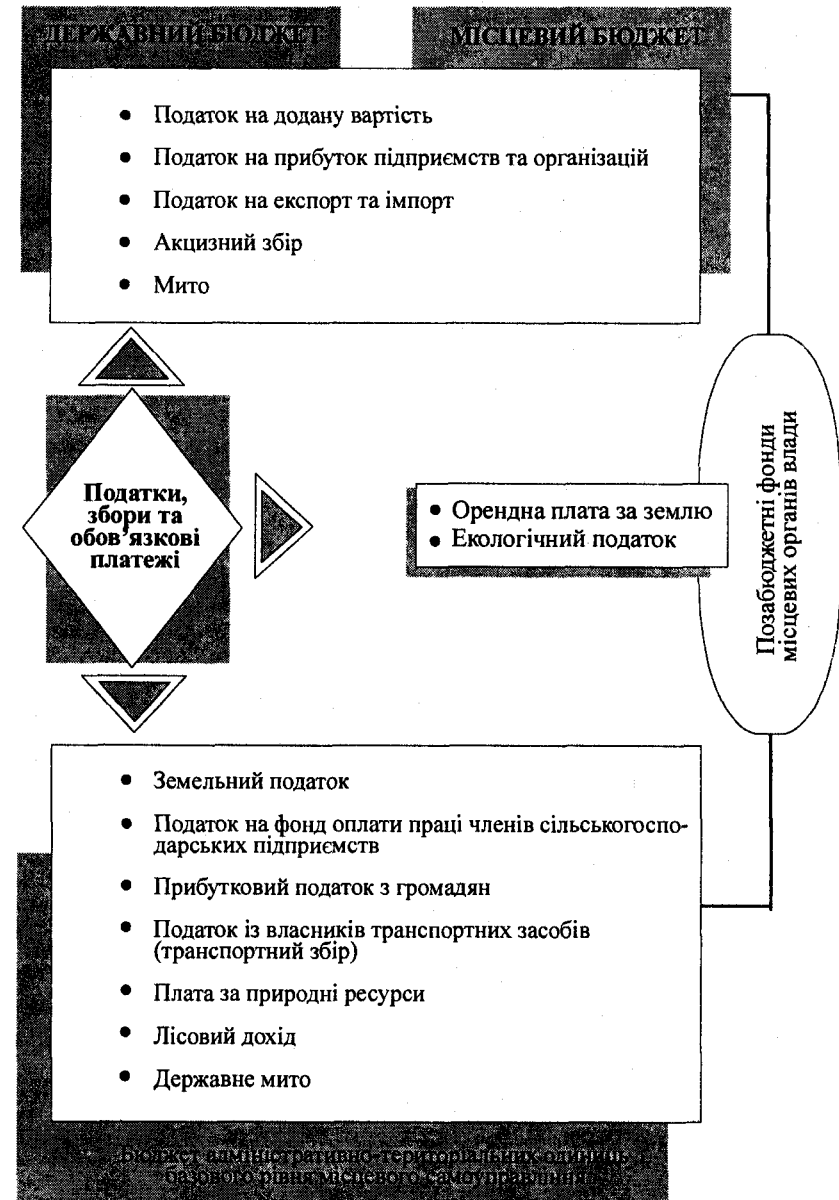 ДЕРЖАВНИЙ БЮДЖЕТ
МІСЦЕВИЙ БЮДЖЕТ
• Податок на додану вартість
• Податок на прибуток підприємств та організацій
• Податок на експорт та імпорт
• Акцизний збір
• Мито
Податки,
збори та
обов’язкові
платежі
• Орендна плата за землю
• Екологічний податок
Позабюджетні фонди
місцевих органів влади
• Земельний податок
• Податок на фонд оплати праці членів сільськогоспо-
дарських підприємств
• Прибутковий податок з громадян
• Податок із власників транспортних засобів
(транспортний збір)
• Плата за природні ресурси
• Лісовий дохід
• Державне мито
Бюджет адміністративно-територіальних одиниць
базового рівня місцевого самоуправління